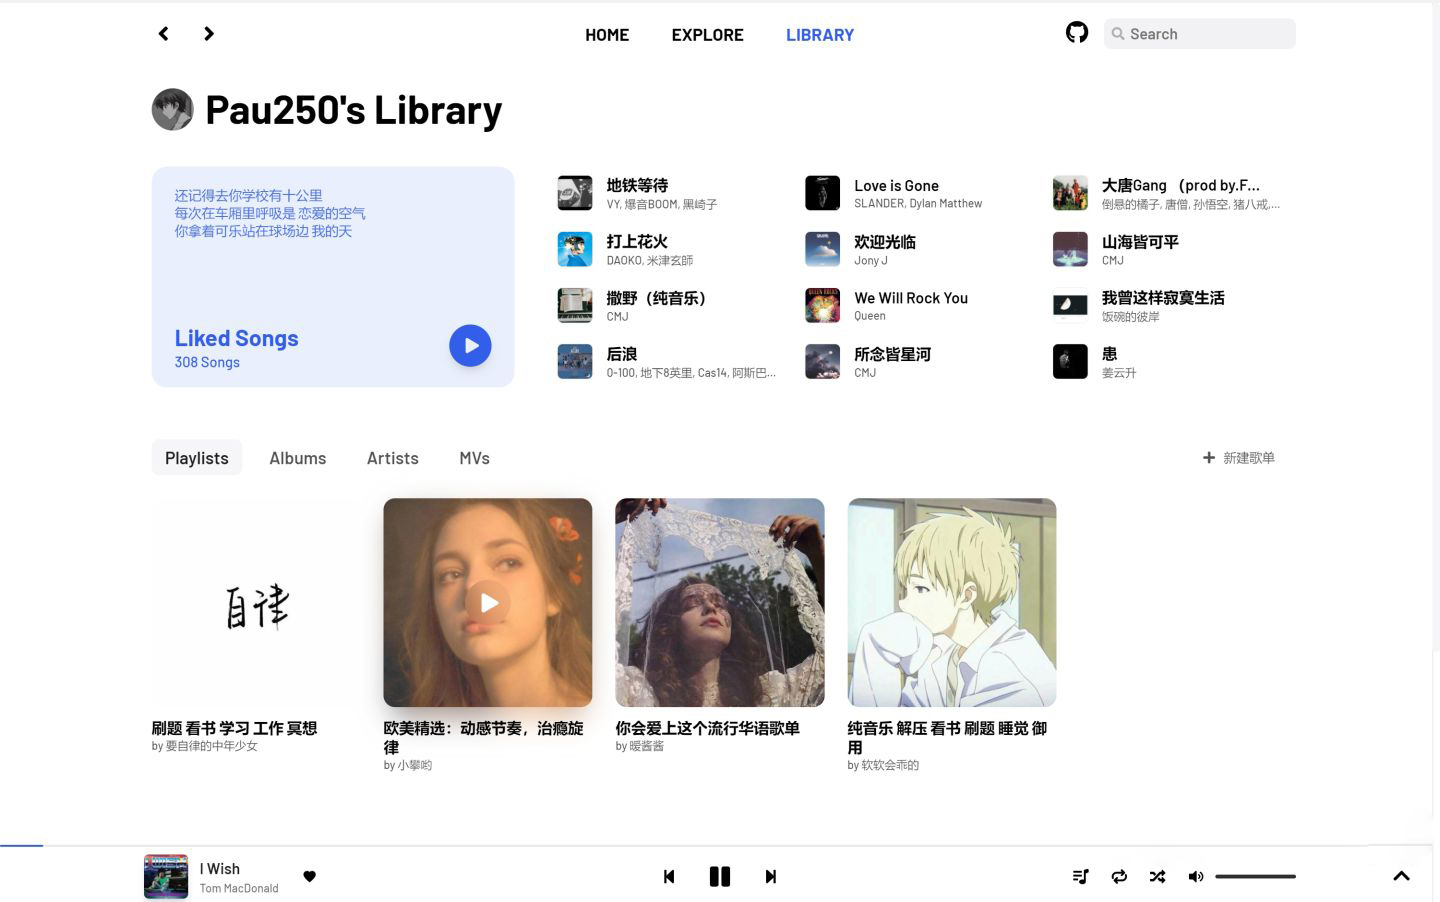 HOME
EXPLORE
LIBRARY
Search
Pau250's Library
还记得去你学校有十公里
每次在车厢里呼吸是 恋爱的空气
你拿着可乐站在球场边 我的天
Liked Songs
308 Songs
地铁等待
VY, 爆音BOOM, 黑崎子
Love is Gone
SLANDER, Dylan Matthew
大唐Gang （prod by.F...
倒悬的橘子, 唐僧, 孙悟空, 猪八戒,...
打上花火
DAOKO, 米津玄師
欢迎光临
Jony J
山海皆可平
CMJ
撒野（纯音乐）
CMJ
We Will Rock You
Queen
我曾这样寂寞生活
饭碗的彼岸
后浪
0-100, 地下8英里, Cas14, 阿斯巴...
所念皆星河
CMJ
患
姜云升
Playlists
Albums
Artists
MVs
新建歌单
自律
刷题 看书 学习 工作 冥想
by 要自律的中年少女
欧美精选：动感节奏，治瘾旋
律
by 小攀哟
你会爱上这个流行华语歌单
by 暧酱酱
纯音乐 解压 看书 刷题 睡觉 御
用
by 软软会乖的
I Wish
Tom MacDonald